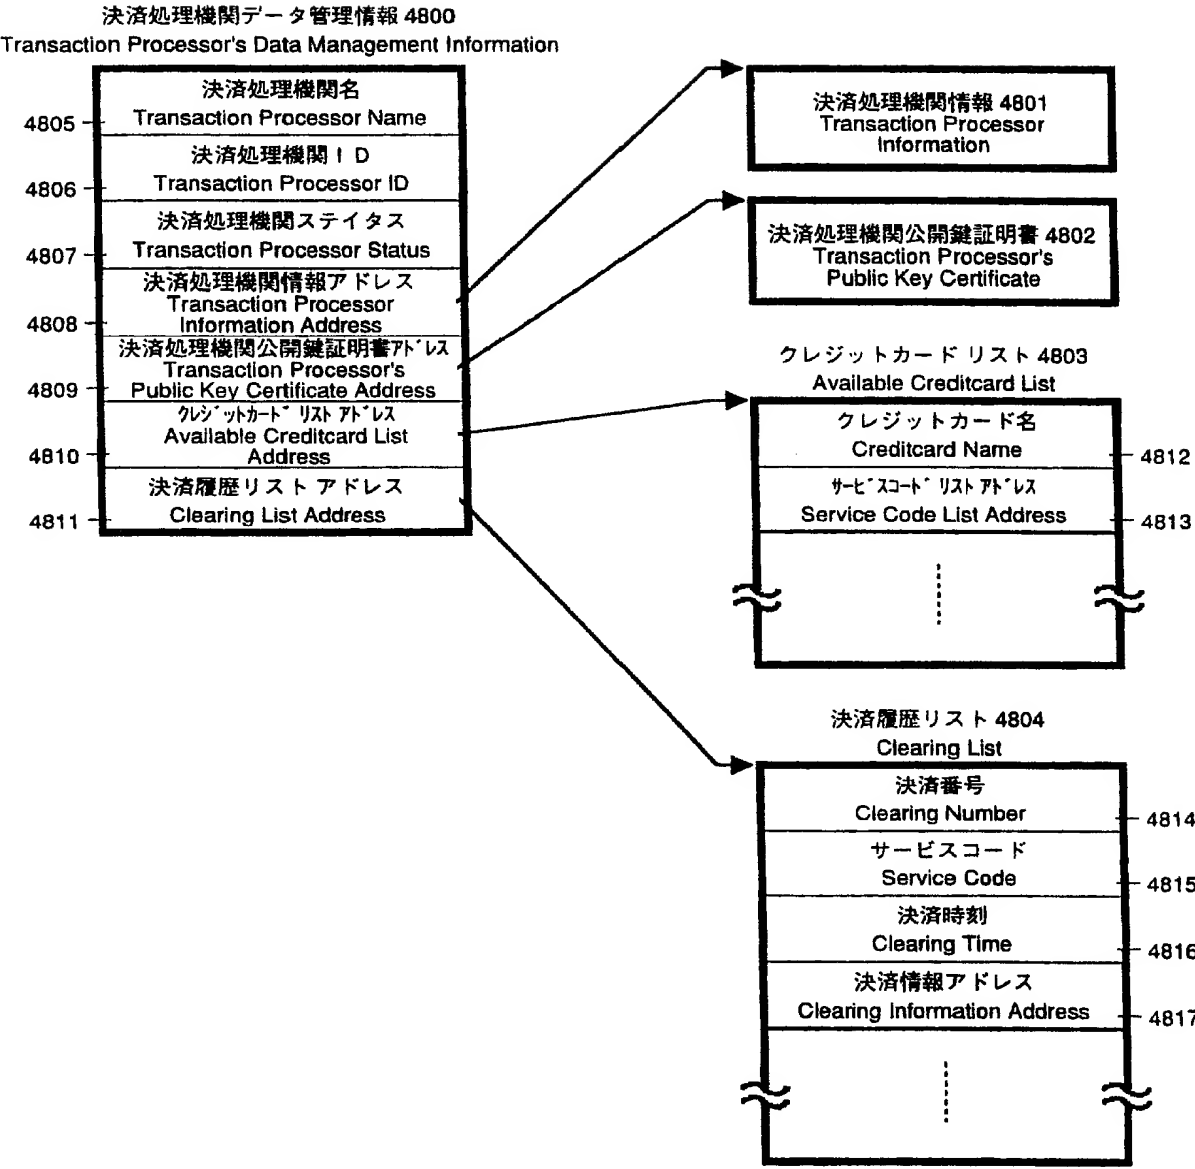 決済処理機関データ管理情報 4800
Transaction Processor's Data Management Information
決済処理機関名
Transaction Processor Name
4805
決済処理機関ＩＤ
Transaction Processor ID
4806
決済処理機関ステイタス
Transaction Processor Status
4807
決済処理機関情報アドレス
Transaction Processor
Information Address
4808
決済処理機関公開鍵証明書ｱﾄﾞﾚｽ
Transaction Processor's
Public Key Certificate Address
4809
ｸﾚｼﾞｯﾄｶｰﾄﾞ ﾘｽﾄ ｱﾄﾞﾚｽ
Available Creditcard List
Address
4810
決済履歴リスト アドレス
Clearing List Address
4811
決済処理機関情報 4801
Transaction Processor
Information
決済処理機関公開鍵証明書 4802
Transaction Processor's
Public Key Certificate
クレジットカード リスト 4803
Available Creditcard List
クレジットカード名
Creditcard Name
4812
ｻｰﾋﾞｽｺｰﾄﾞ ﾘｽﾄ ｱﾄﾞﾚｽ
Service Code List Address
4813
決済履歴リスト 4804
Clearing List
決済番号
Clearing Number
4814
サービスコード
Service Code
4815
決済時刻
Clearing Time
4816
決済情報アドレス
Clearing Information Address
4817